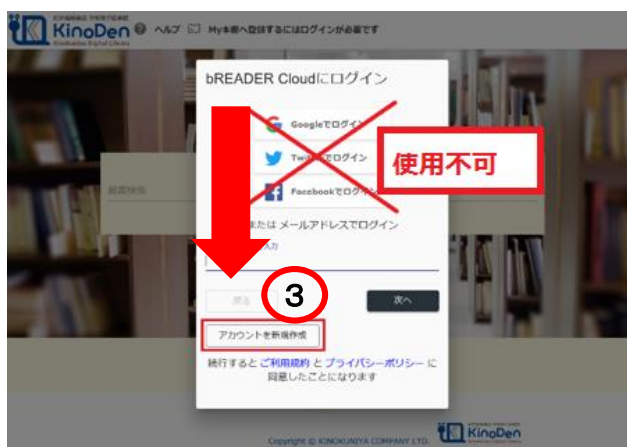 KinoDen
Kinokuniya Digital Library
ヘルプ
My本棚へ登録するにはログインが必要です
bREADER Cloudにログイン
Googleでログイン
でログイン
Facebookでログイン
使用不可
または メールアドレスでログイン
入力
戻る
③
次へ
アカウントを新規作成
続行すると ご利用規約 と プライバシーポリシー に
同意したことになります
Copyright © KINOKUNIYA COMPANY LTD.
KinoDen